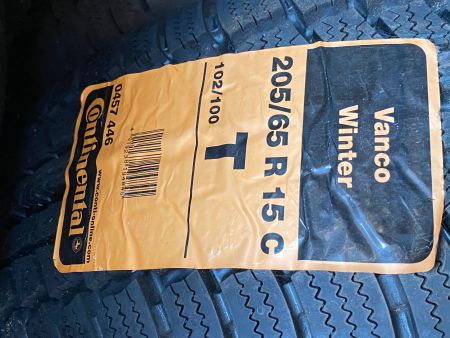 Vanco
Winter
205/65 R 15 C
102/100
T
0457 446
Continental
www.conti-online.com